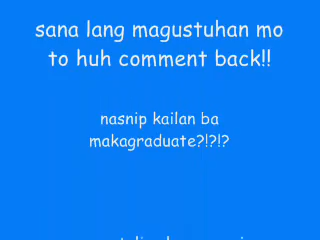 sana lang magustuhan mo
to huh comment back!!
nasnip kailan ba
makagraduate?!?!?